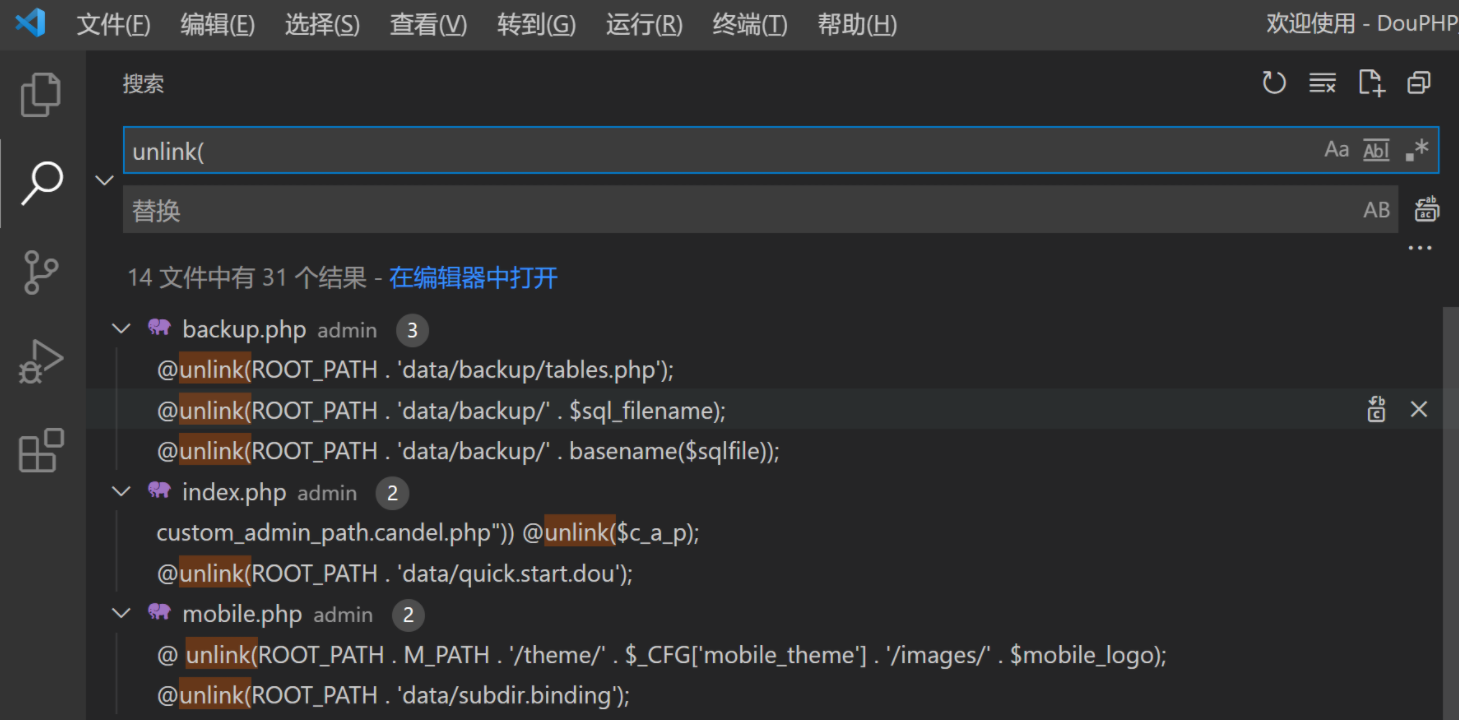 文件(F) 编辑(E) 选择(S) 查看(V) 转到(G) 运行(R) 终端(T) 帮助(H) 欢迎使用 - DouPHP
搜索
unlink( Aa Abl .*
替换 AB
14 文件中有 31 个结果 - 在编辑器中打开
backup.php admin 3
@unlink(ROOT_PATH . 'data/backup/tables.php');
@unlink(ROOT_PATH . 'data/backup/' . $sql_filename);
@unlink(ROOT_PATH . 'data/backup/' . basename($sqlfile));
index.php admin 2
custom_admin_path.candel.php")) @unlink($c_a_p);
@unlink(ROOT_PATH . 'data/quick.start.dou');
mobile.php admin 2
@ unlink(ROOT_PATH . M_PATH . '/theme/' . $_CFG['mobile_theme'] . '/images/' . $mobile_logo);
@unlink(ROOT_PATH . 'data/subdir.binding');